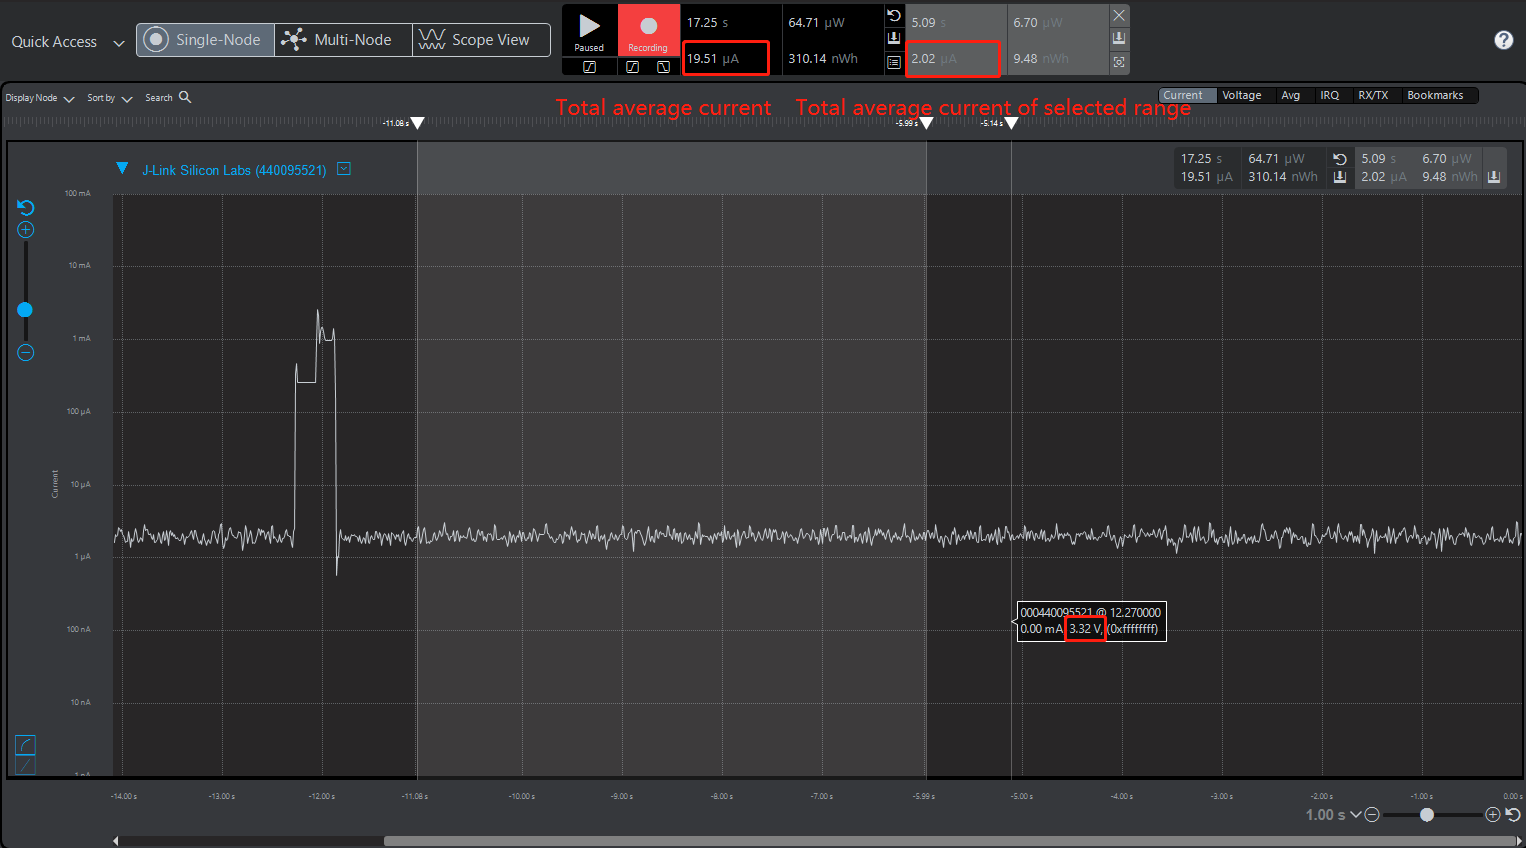 Quick Access
Single-Node
Multi-Node
Scope View
Paused
Recording
17.25 s
64.71 µW
19.51 µA
310.14 nWh
5.09 s
6.70 µW
2.02 µA
9.48 nWh
?
Display Node
Sort by
Search
Total average current
Total average current of selected range
Current
Voltage
Avg
IRQ
RX/TX
Bookmarks
-11.08 s
-5.99 s
-5.14 s
J-Link Silicon Labs (440095521)
17.25 s 64.71 µW
19.51 µA 310.14 nWh
5.09 s 6.70 µW
2.02 µA 9.48 nWh
100 mA
10 mA
1 mA
100 µA
10 µA
1 µA
100 nA
10 nA
1 nA
Current
000440095521 @ 12.270000
0.00 mA, 3.32 V, (0xffffffff)
-14.00 s
-13.00 s
-12.00 s
-11.08 s
-10.00 s
-9.00 s
-8.00 s
-7.00 s
-5.99 s
-5.00 s
-4.00 s
-3.00 s
-2.00 s
-1.00 s
0.00 s
1.00 s